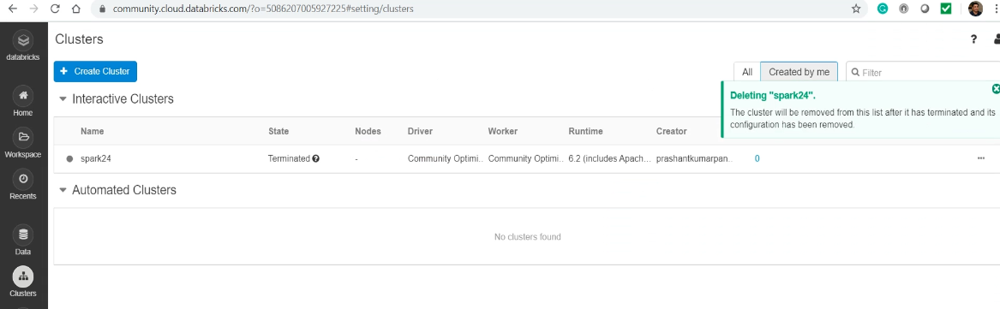 community.cloud.databricks.com/?o=5086207005927225#setting/clusters
databricks
Home
Workspace
Recents
Data
Clusters
Clusters
?
+ Create Cluster
All
Created by me
Filter
Deleting "spark24".
The cluster will be removed from this list after it has terminated and its
configuration has been removed.
Interactive Clusters
Name State Nodes Driver Worker Runtime Creator
spark24 Terminated ? - Community Optimi... Community Optimi... 6.2 (includes Apach... prashantkumarpan... 0 ...
Automated Clusters
No clusters found